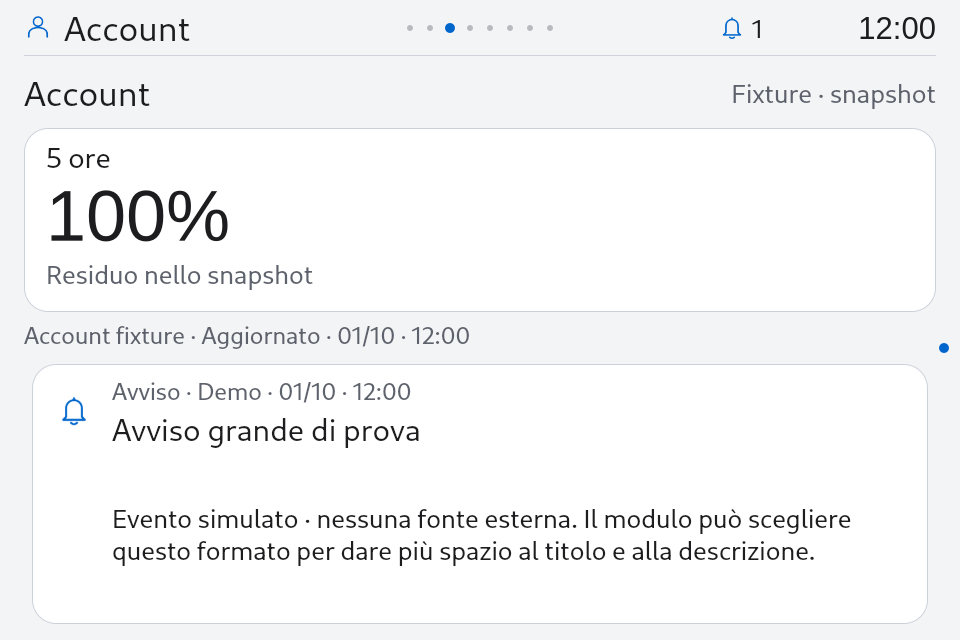 Account
1
12:00
Account
Fixture · snapshot
5 ore
100%
Residuo nello snapshot
Account fixture · Aggiornato · 01/10 · 12:00
Avviso · Demo · 01/10 · 12:00
Avviso grande di prova
Evento simulato · nessuna fonte esterna. Il modulo può scegliere
questo formato per dare più spazio al titolo e alla descrizione.